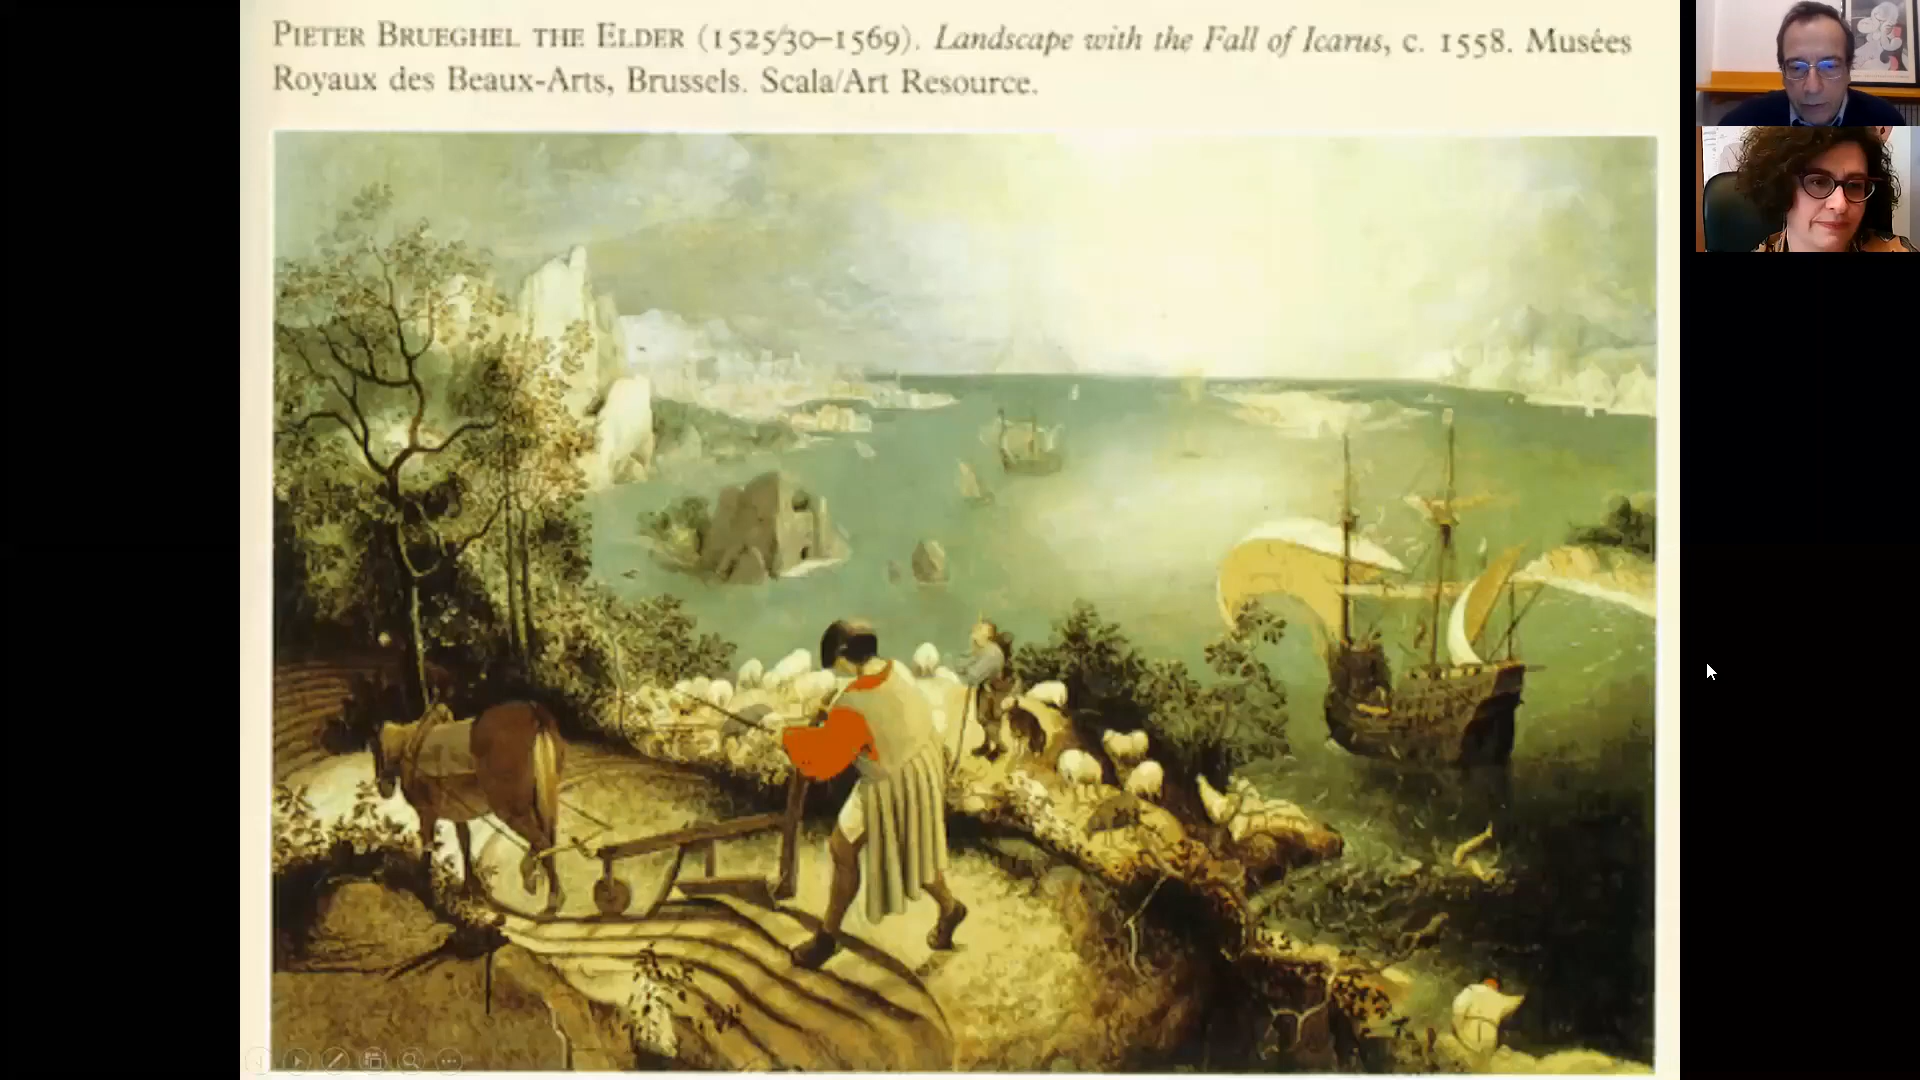 PIETER BRUEGHEL THE ELDER (1525/30–1569). Landscape with the Fall of Icarus, c. 1558. Musées
Royaux des Beaux-Arts, Brussels. Scala/Art Resource.